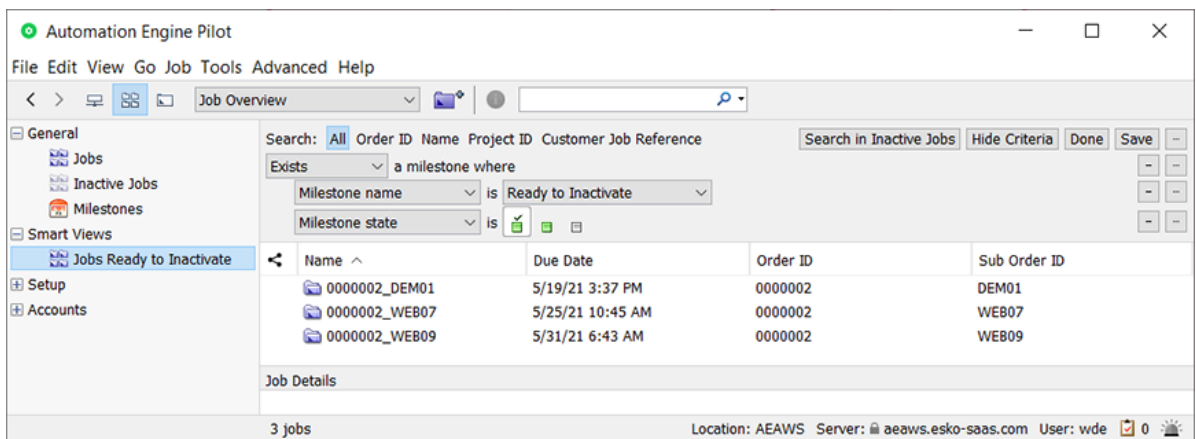 Automation Engine Pilot
File Edit View Go Job Tools Advanced Help
Job Overview
General
Jobs
Inactive Jobs
Milestones
Smart Views
Jobs Ready to Inactivate
Setup
Accounts
Search: All Order ID Name Project ID Customer Job Reference Search in Inactive Jobs Hide Criteria Done Save
Exists a milestone where
Milestone name is Ready to Inactivate
Milestone state is
Name Due Date Order ID Sub Order ID
0000002_DEM01 5/19/21 3:37 PM 0000002 DEM01
0000002_WEB07 5/25/21 10:45 AM 0000002 WEB07
0000002_WEB09 5/31/21 6:43 AM 0000002 WEB09
Job Details
3 jobs Location: AEAWS Server: aeaws.esko-saas.com User: wde 0